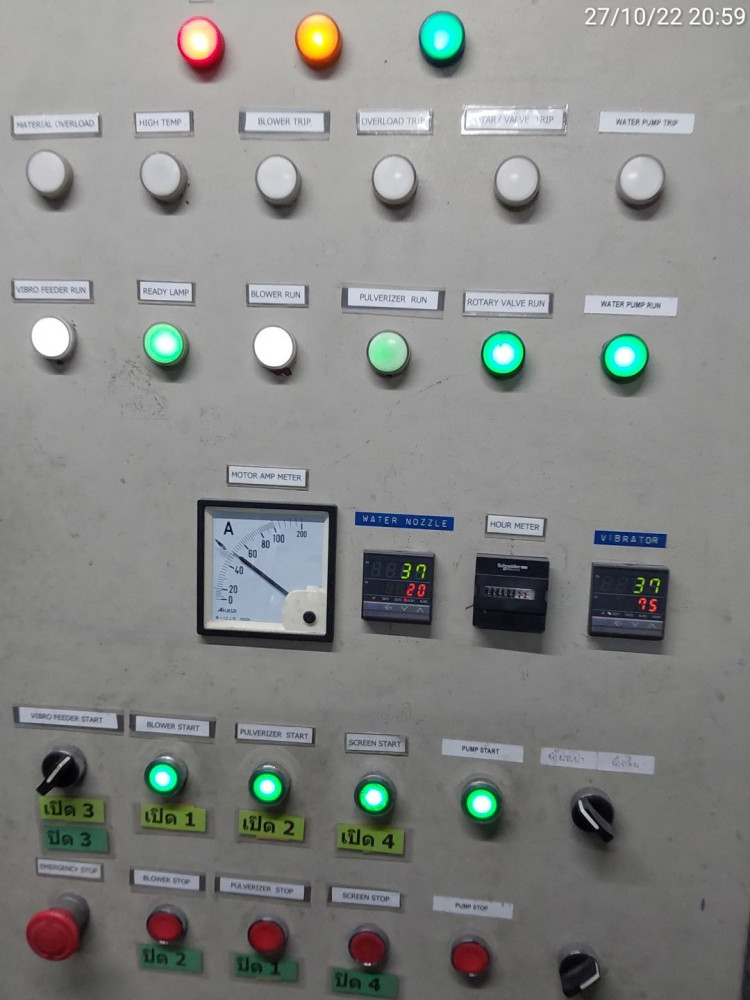 27/10/22 20:59
MATERIAL OVERLOAD
HIGH TEMP
BLOWER TRIP
OVERLOAD TRIP
VALVE TRIP
WATER PUMP TRIP
VIBRO FEEDER RUN
READY LAMP
BLOWER RUN
PULVERIZER RUN
ROTARY VALVE RUN
WATER PUMP RUN
MOTOR AMP METER
A
0 20 40 60 80 100 200
WATER NOZZLE
37
20
HOUR METER
Schneider
VIBRATOR
37
75
VIBRO FEEDER START
BLOWER START
PULVERIZER START
SCREEN START
PUMP START
เปิด 3
เปิด 1
เปิด 2
เปิด 4
ปิด 3
EMERGENCY STOP
BLOWER STOP
PULVERIZER STOP
SCREEN STOP
PUMP STOP
ปิด 2
ปิด 1
ปิด 4